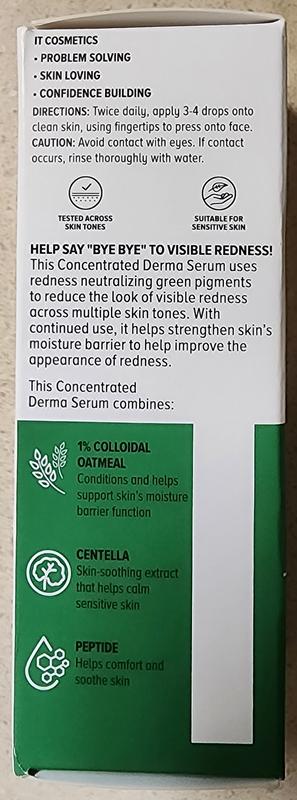 IT COSMETICS
• PROBLEM SOLVING
• SKIN LOVING
• CONFIDENCE BUILDING
DIRECTIONS: Twice daily, apply 3-4 drops onto
clean skin, using fingertips to press onto face.
CAUTION: Avoid contact with eyes. If contact
occurs, rinse thoroughly with water.
TESTED ACROSS
SKIN TONES
SUITABLE FOR
SENSITIVE SKIN
HELP SAY "BYE BYE" TO VISIBLE REDNESS!
This Concentrated Derma Serum uses
redness neutralizing green pigments
to reduce the look of visible redness
across multiple skin tones. With
continued use, it helps strengthen skin's
moisture barrier to help improve the
appearance of redness.
This Concentrated
Derma Serum combines:
1% COLLOIDAL
OATMEAL
Conditions and helps
support skin's moisture
barrier function
CENTELLA
Skin-soothing extract
that helps calm
sensitive skin
PEPTIDE
Helps comfort and
soothe skin